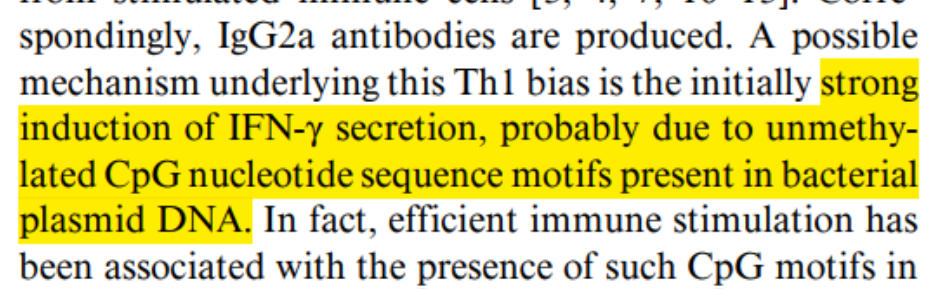 spondingly, IgG2a antibodies are produced. A possible
mechanism underlying this Th1 bias is the initially strong
induction of IFN-γ secretion, probably due to unmethy-
lated CpG nucleotide sequence motifs present in bacterial
plasmid DNA. In fact, efficient immune stimulation has
been associated with the presence of such CpG motifs in